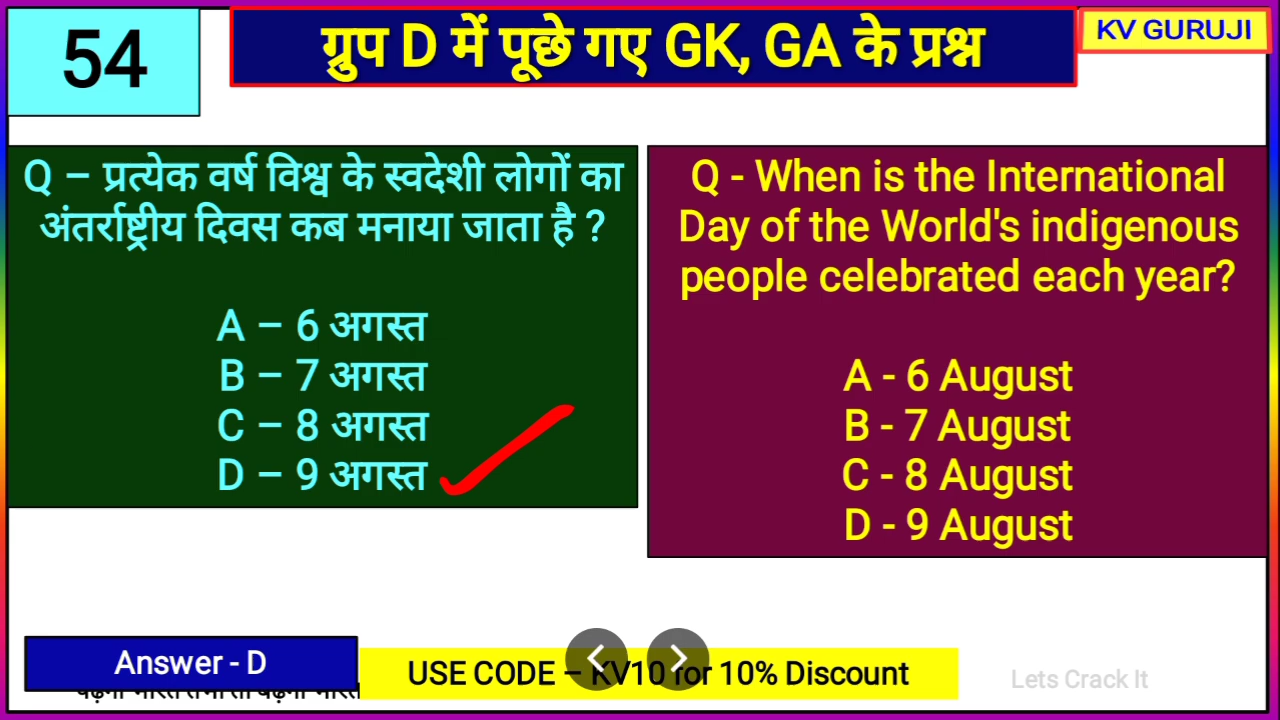 54
ग्रुप D में पूछे गए GK, GA के प्रश्न
KV GURUJI
Q – प्रत्येक वर्ष विश्व के स्वदेशी लोगों का
अंतर्राष्ट्रीय दिवस कब मनाया जाता है ?
A – 6 अगस्त
B – 7 अगस्त
C – 8 अगस्त
D – 9 अगस्त
Q - When is the International
Day of the World's indigenous
people celebrated each year?
A - 6 August
B - 7 August
C - 8 August
D - 9 August
Answer - D
USE CODE – KV10 for 10% Discount
Lets Crack It